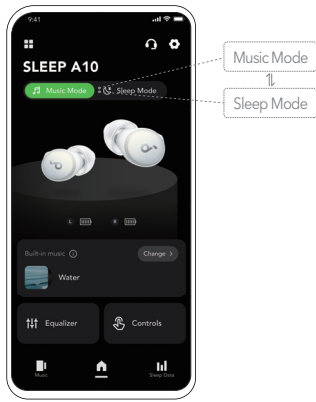 9:41
SLEEP A10
Music Mode
Sleep Mode
L
R
Built-in music
Change >
Water
Equalizer
Controls
Music
Sleep Data
Music Mode
Sleep Mode